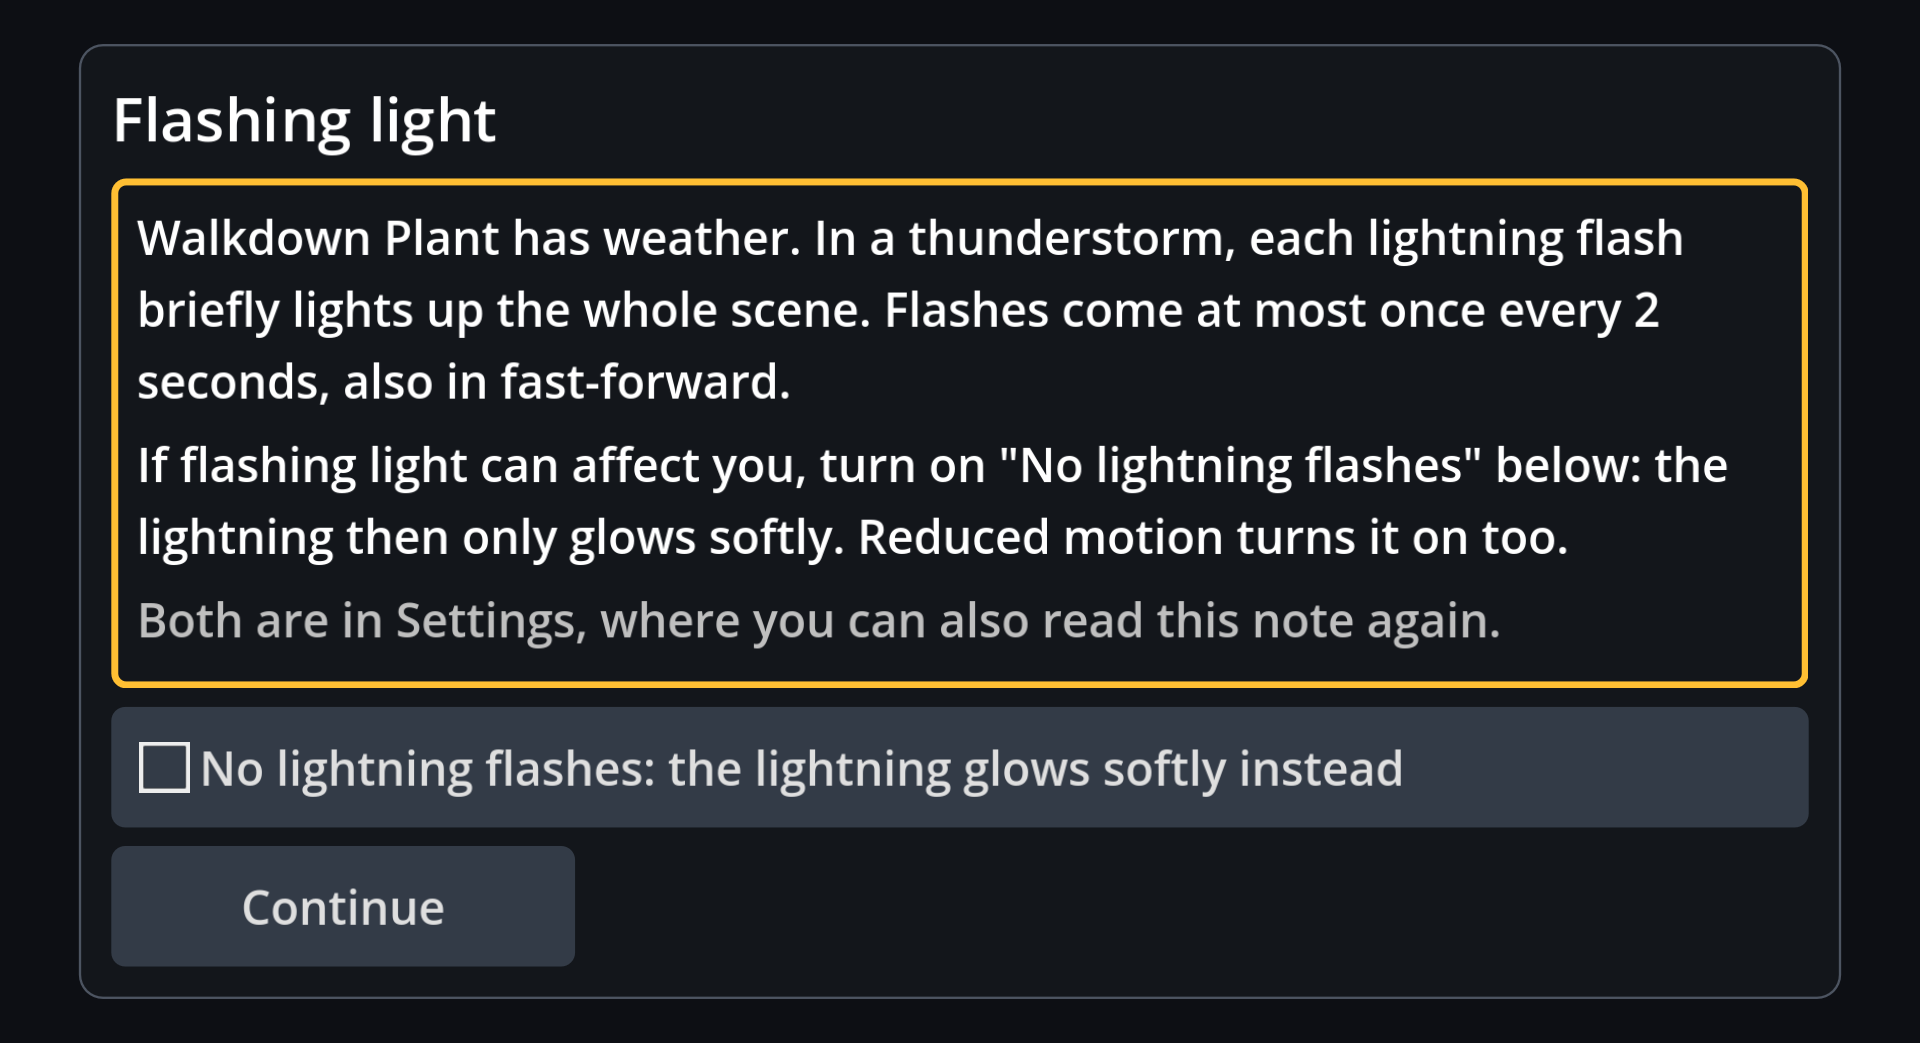 Flashing light
Walkdown Plant has weather. In a thunderstorm, each lightning flash
briefly lights up the whole scene. Flashes come at most once every 2
seconds, also in fast-forward.
If flashing light can affect you, turn on "No lightning flashes" below: the
lightning then only glows softly. Reduced motion turns it on too.
Both are in Settings, where you can also read this note again.
No lightning flashes: the lightning glows softly instead
Continue